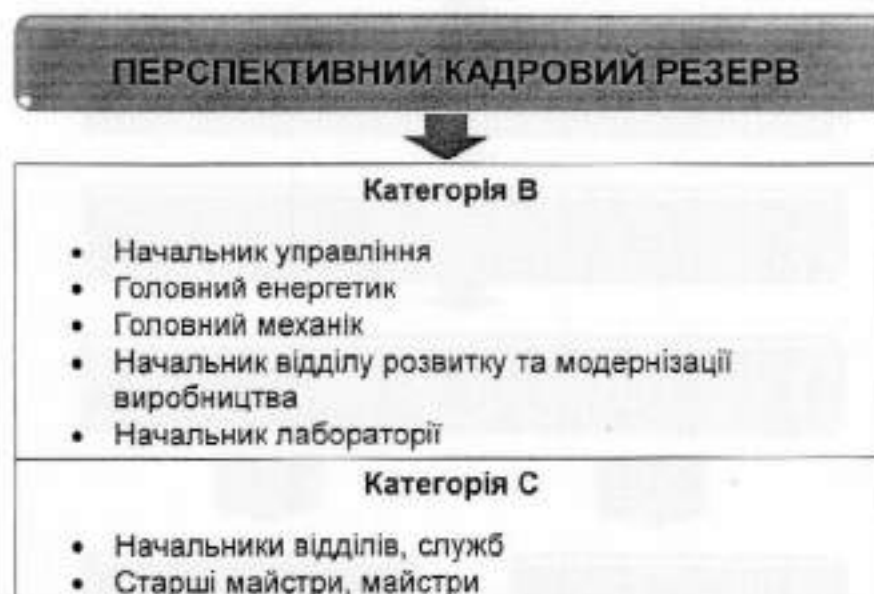 ПЕРСПЕКТИВНИЙ КАДРОВИЙ РЕЗЕРВ
Категорія В
• Начальник управління
• Головний енергетик
• Головний механік
• Начальник відділу розвитку та модернізації
виробництва
• Начальник лабораторії
Категорія С
• Начальники відділів, служб
• Старші майстри, майстри